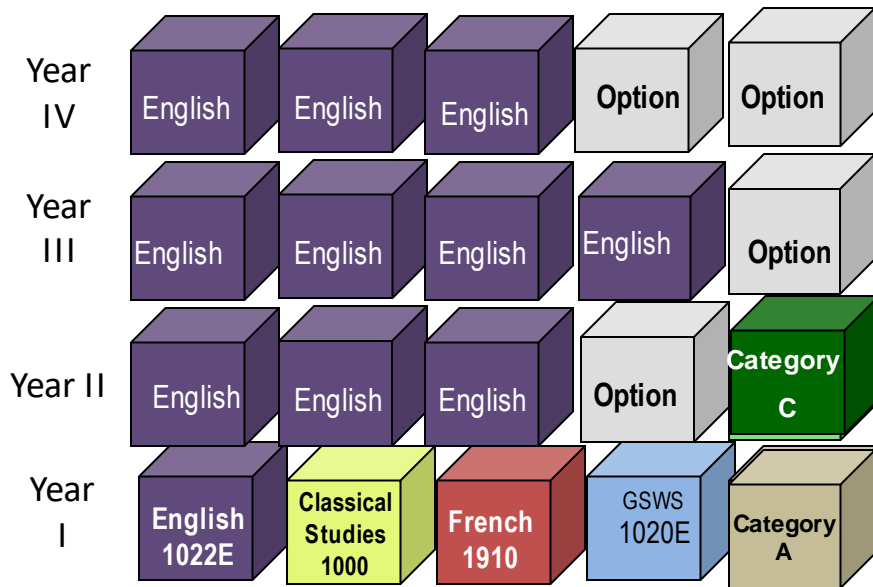 Year
IV
English
English
English
Option
Option
Year
III
English
English
English
English
Option
Year II
English
English
English
Option
Category
C
Year
I
English
1022E
Classical
Studies
1000
French
1910
GSWS
1020E
Category
A